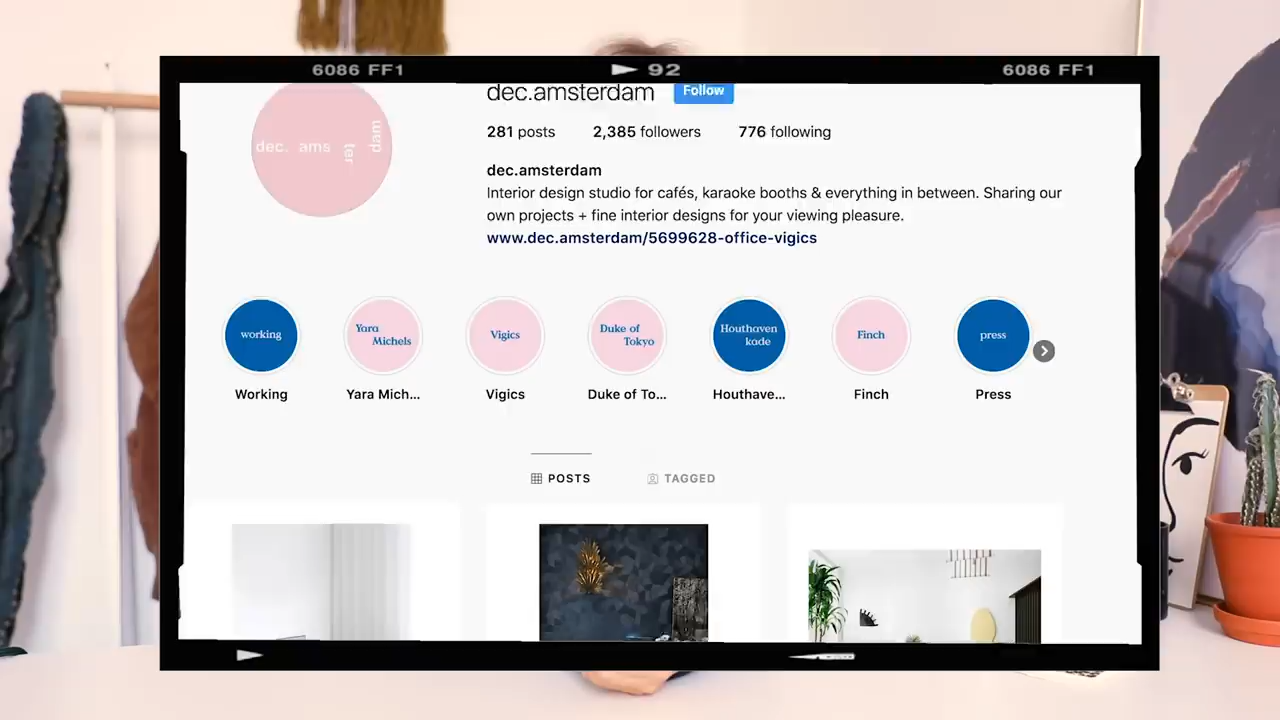 6086 FF1
92
6086 FF1
dec.amsterdam
Follow
281 posts 2,385 followers 776 following
dec. ams
ter
dam
dec.amsterdam
Interior design studio for cafés, karaoke booths & everything in between. Sharing our
own projects + fine interior designs for your viewing pleasure.
www.dec.amsterdam/5699628-office-vigics
working
Yara
Michels
Vigics
Duke of
Tokyo
Houthaven
kade
Finch
press
Working
Yara Mich...
Vigics
Duke of To...
Houthave...
Finch
Press
POSTS
TAGGED